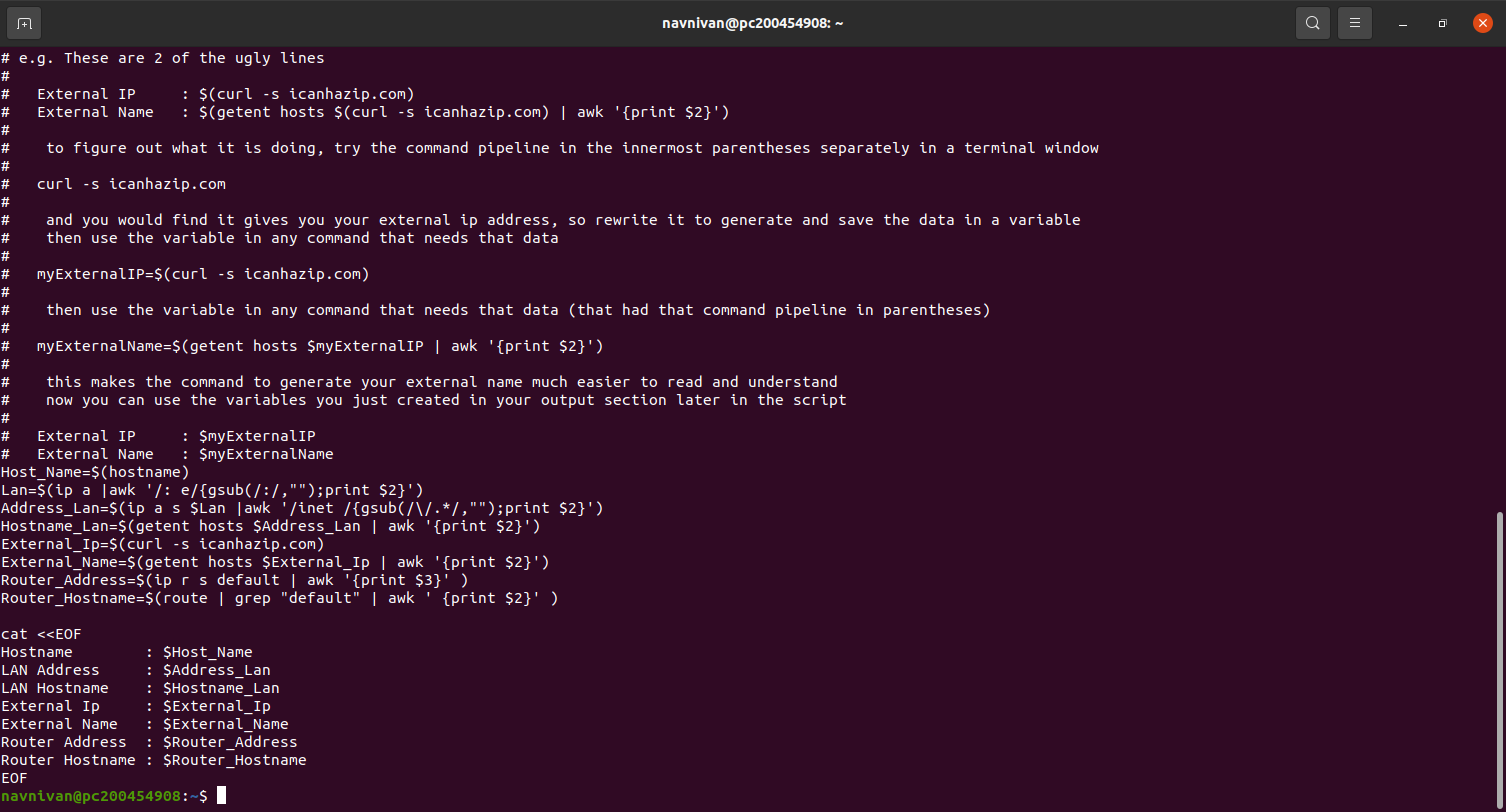 navnivan@pc200454908: ~
# e.g. These are 2 of the ugly lines
#
#   External IP     : $(curl -s icanhazip.com)
#   External Name   : $(getent hosts $(curl -s icanhazip.com) | awk '{print $2}')
#
#    to figure out what it is doing, try the command pipeline in the innermost parentheses separately in a terminal window
#
#   curl -s icanhazip.com
#
#    and you would find it gives you your external ip address, so rewrite it to generate and save the data in a variable
#    then use the variable in any command that needs that data
#
#   myExternalIP=$(curl -s icanhazip.com)
#
#    then use the variable in any command that needs that data (that had that command pipeline in parentheses)
#
#   myExternalName=$(getent hosts $myExternalIP | awk '{print $2}')
#
#    this makes the command to generate your external name much easier to read and understand
#    now you can use the variables you just created in your output section later in the script
#
#   External IP     : $myExternalIP
#   External Name   : $myExternalName
Host_Name=$(hostname)
Lan=$(ip a |awk '/: e/{gsub(/:/,"");print $2}')
Address_Lan=$(ip a s $Lan |awk '/inet /{gsub(/\/.*/,"");print $2}')
Hostname_Lan=$(getent hosts $Address_Lan | awk '{print $2}')
External_Ip=$(curl -s icanhazip.com)
External_Name=$(getent hosts $External_Ip | awk '{print $2}')
Router_Address=$(ip r s default | awk '{print $3}' )
Router_Hostname=$(route | grep "default" | awk ' {print $2}' )

cat <<EOF
Hostname        : $Host_Name
LAN Address     : $Address_Lan
LAN Hostname    : $Hostname_Lan
External Ip     : $External_Ip
External Name   : $External_Name
Router Address  : $Router_Address
Router Hostname : $Router_Hostname
EOF
navnivan@pc200454908:~$